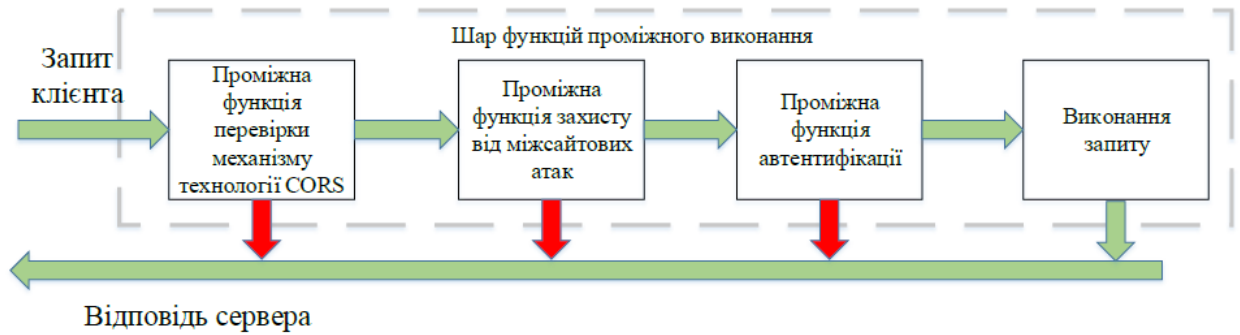 Шар функцій проміжного виконання
Запит
клієнта
Проміжна
функція
перевірки
механізму
технології CORS
Проміжна
функція захисту
від міжсайтових
атак
Проміжна
функція
автентифікації
Виконання
запиту
Відповідь сервера